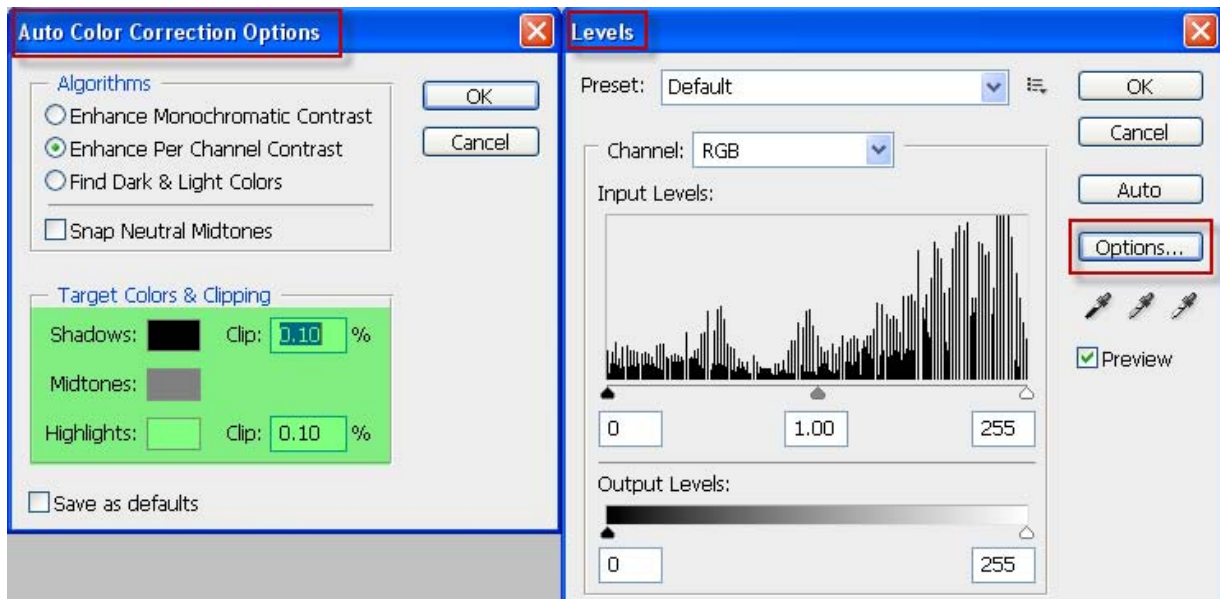 Auto Color Correction Options
Algorithms
Enhance Monochromatic Contrast
Enhance Per Channel Contrast
Find Dark & Light Colors
Snap Neutral Midtones
OK
Cancel
Target Colors & Clipping
Shadows: Clip: 0.10 %
Midtones:
Highlights: Clip: 0.10 %
Save as defaults
Levels
Preset: Default
Channel: RGB
Input Levels:
0 1.00 255
Output Levels:
0 255
OK
Cancel
Auto
Options...
Preview